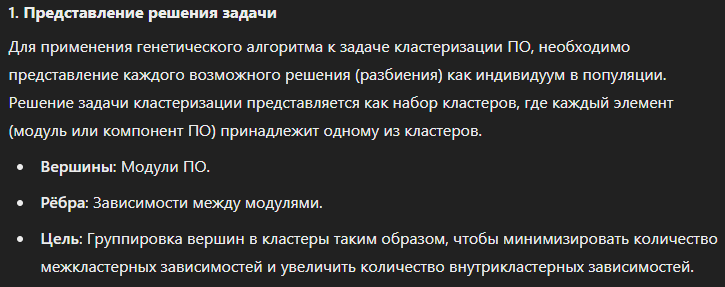 1. Представление решения задачи
Для применения генетического алгоритма к задаче кластеризации ПО, необходимо
представление каждого возможного решения (разбиения) как индивидуум в популяции.
Решение задачи кластеризации представляется как набор кластеров, где каждый элемент
(модуль или компонент ПО) принадлежит одному из кластеров.
• Вершины: Модули ПО.
• Рёбра: Зависимости между модулями.
• Цель: Группировка вершин в кластеры таким образом, чтобы минимизировать количество
межкластерных зависимостей и увеличить количество внутрикластерных зависимостей.